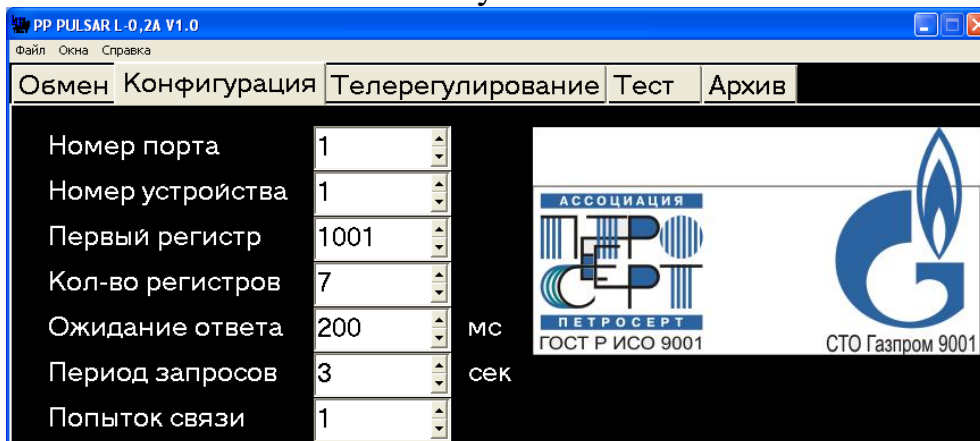 PP PULSAR L-0,2A V1.0
Файл Окна Справка
Обмен Конфигурация Телерегулирование Тест Архив
Номер порта 1
Номер устройства 1
Первый регистр 1001
Кол-во регистров 7
Ожидание ответа 200 мс
Период запросов 3 сек
Попыток связи 1
АССОЦИАЦИЯ
ПЕТРО
СЕРТ
ПЕТРОСЕРТ
ГОСТ Р ИСО 9001
СТО Газпром 9001